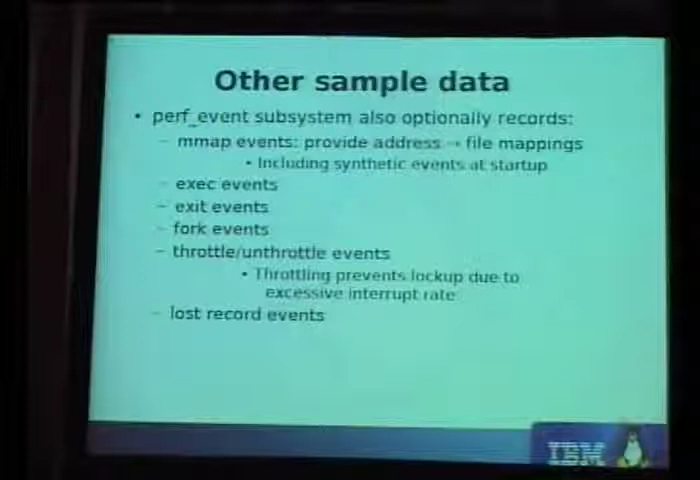 Other sample data
• perf_event subsystem also optionally records:
– mmap events: provide address → file mappings
• Including synthetic events at startup
– exec events
– exit events
– fork events
– throttle/unthrottle events
• Throttling prevents lockup due to
excessive interrupt rate
– lost record events
IBM